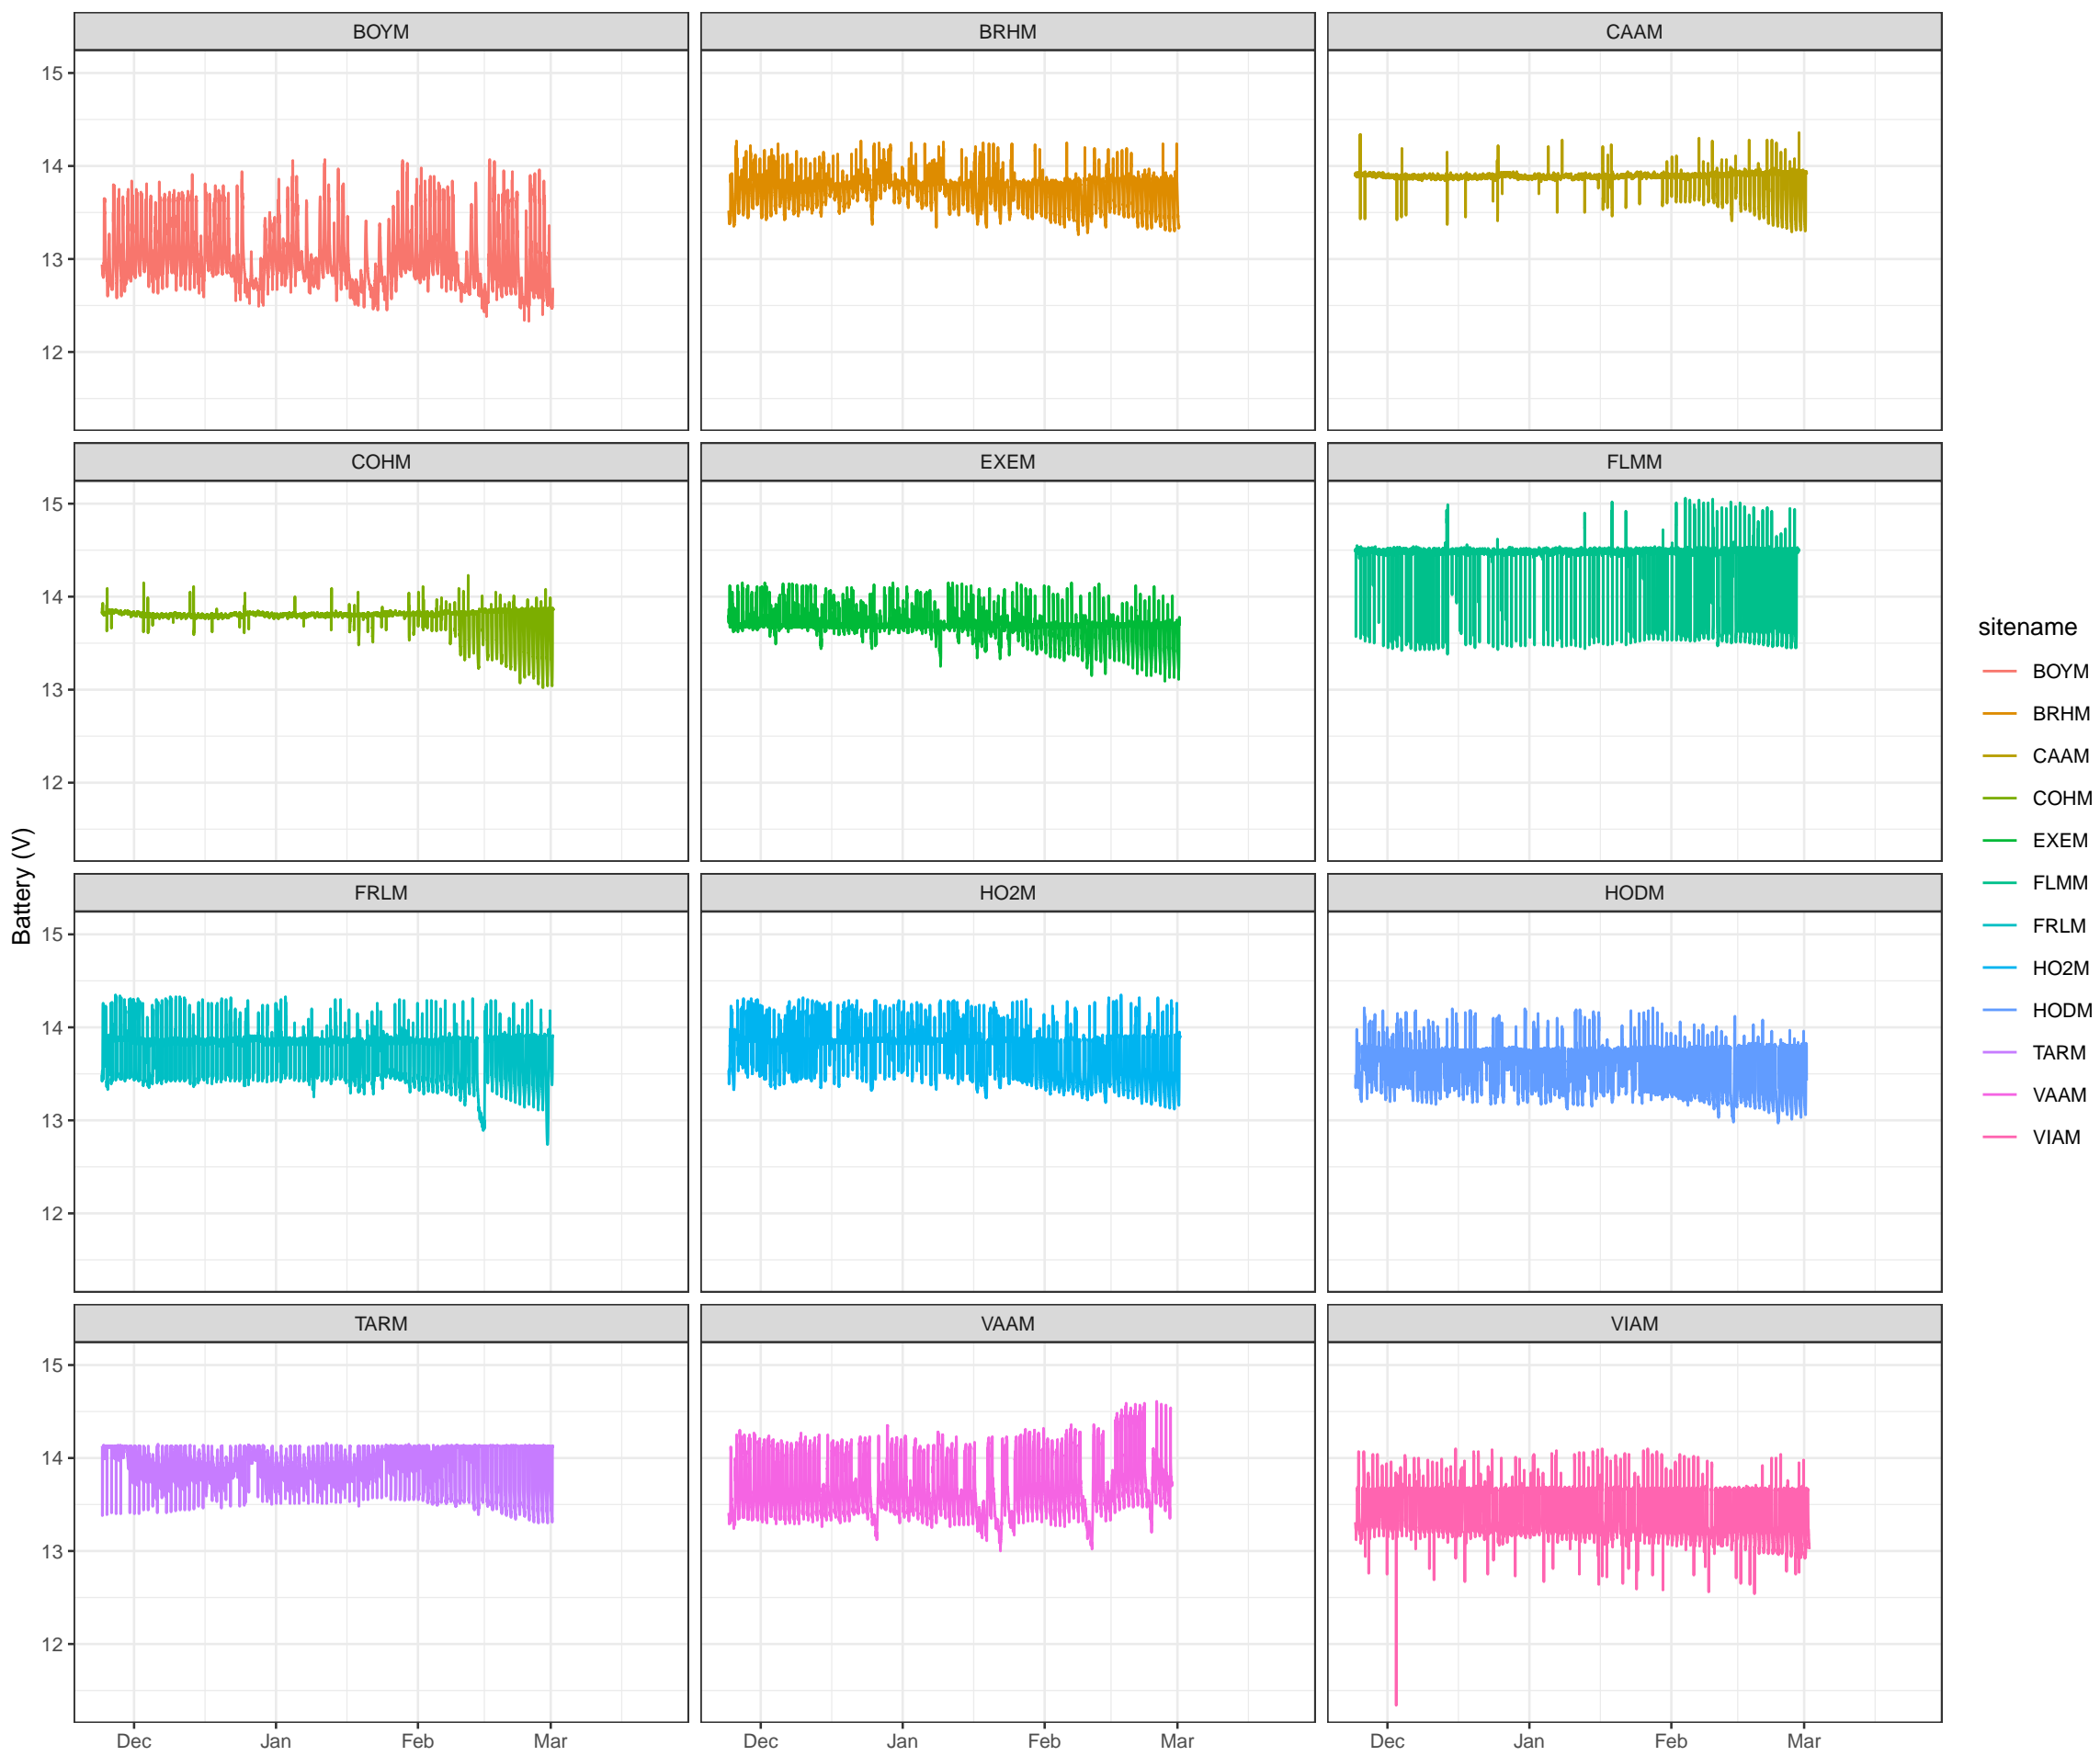 BOYM BRHM CAAM
15
14
13
12
COHM EXEM FLMM
15
14
13
12
Battery (V)
FRLM HO2M HODM
15
14
13
12
TARM VAAM VIAM
15
14
13
12
Dec Jan Feb Mar Dec Jan Feb Mar Dec Jan Feb Mar
sitename
BOYM
BRHM
CAAM
COHM
EXEM
FLMM
FRLM
HO2M
HODM
TARM
VAAM
VIAM